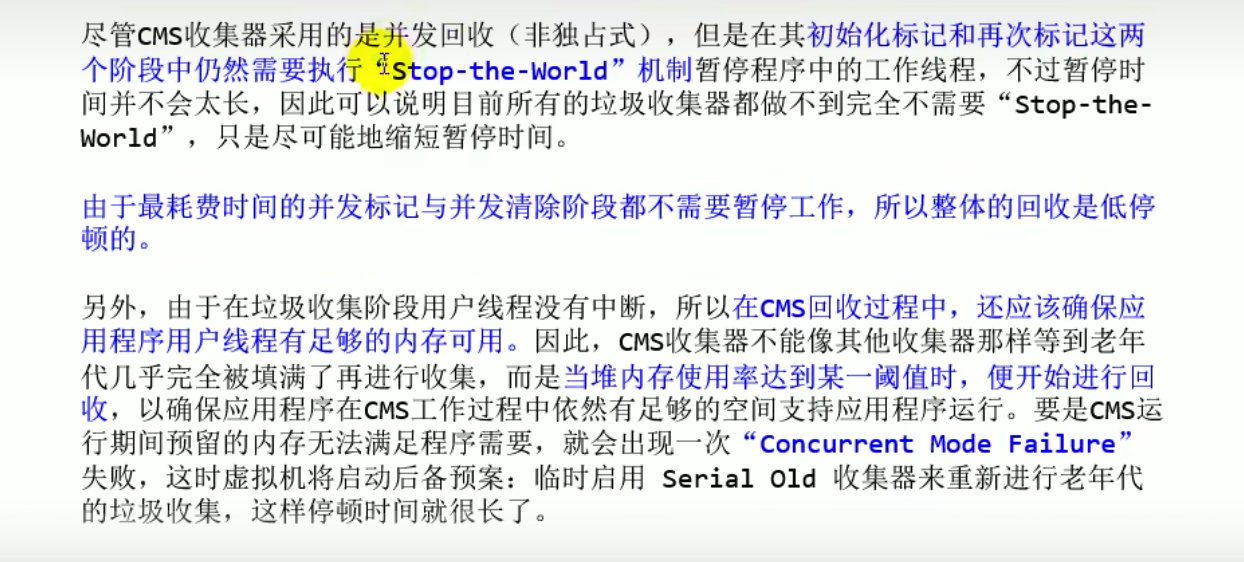 尽管CMS收集器采用的是并发回收（非独占式），但是在其初始化标记和再次标记这两
个阶段中仍然需要执行“Stop-the-World”机制暂停程序中的工作线程，不过暂停时
间并不会太长，因此可以说明目前所有的垃圾收集器都做不到完全不需要“Stop-the-
World”，只是尽可能地缩短暂停时间。
由于最耗费时间的并发标记与并发清除阶段都不需要暂停工作，所以整体的回收是低停
顿的。
另外，由于在垃圾收集阶段用户线程没有中断，所以在CMS回收过程中，还应该确保应
用程序用户线程有足够的内存可用。因此，CMS收集器不能像其他收集器那样等到老年
代几乎完全被填满了再进行收集，而是当堆内存使用率达到某一阈值时，便开始进行回
收，以确保应用程序在CMS工作过程中依然有足够的空间支持应用程序运行。要是CMS运
行期间预留的内存无法满足程序需要，就会出现一次“Concurrent Mode Failure”
失败，这时虚拟机将启动后备预案：临时启用 Serial Old 收集器来重新进行老年代
的垃圾收集，这样停顿时间就很长了。